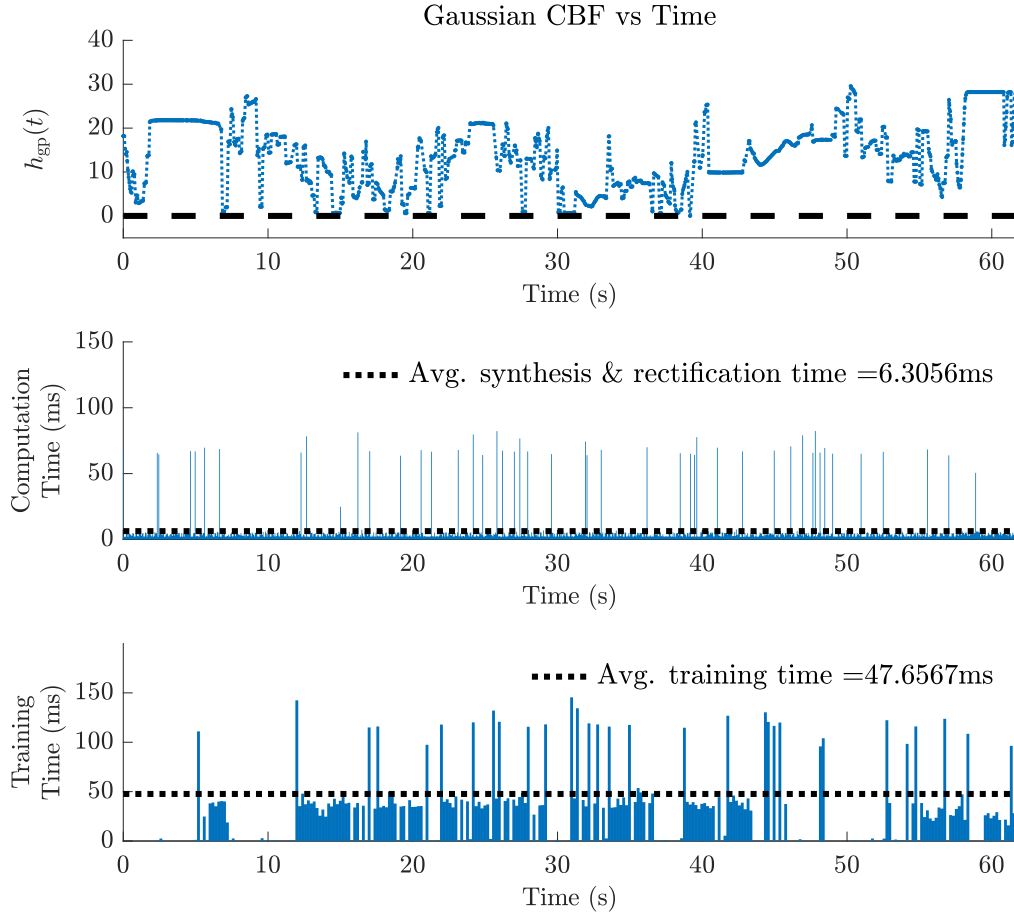 Gaussian CBF vs Time
40
30
20
10
0
h_gp(t)
0 10 20 30 40 50 60
Time (s)
150
100
50
0
Computation
Time (ms)
Avg. synthesis & rectification time =6.3056ms
0 10 20 30 40 50 60
Time (s)
150
100
50
0
Training
Time (ms)
Avg. training time =47.6567ms
0 10 20 30 40 50 60
Time (s)